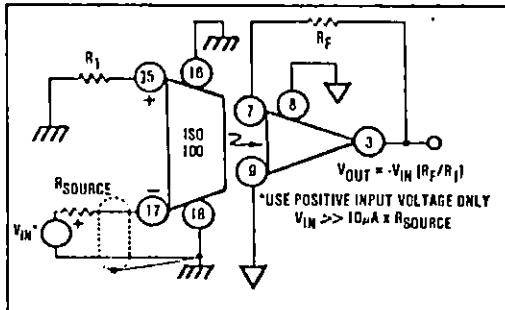 R1
15
+
16
RF
7
8
ISO
100
3
9
VOUT = -VIN (RF/R1)
RSOURCE
17
–
18
*USE POSITIVE INPUT VOLTAGE ONLY
VIN >> 10µA x RSOURCE
VIN*
+